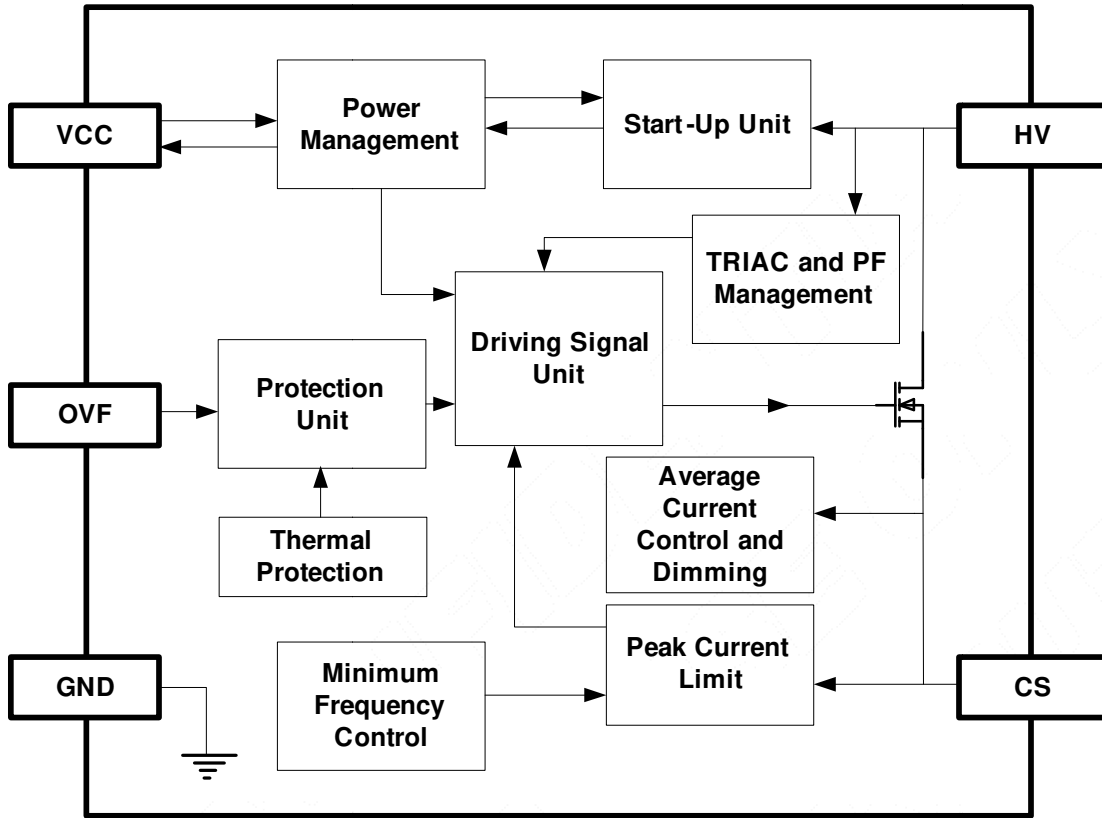 VCC
Power
Management
Start-Up Unit
HV
TRIAC and PF
Management
Driving Signal
Unit
OVF
Protection
Unit
Average
Current
Control and
Dimming
Thermal
Protection
GND
Minimum
Frequency
Control
Peak Current
Limit
CS